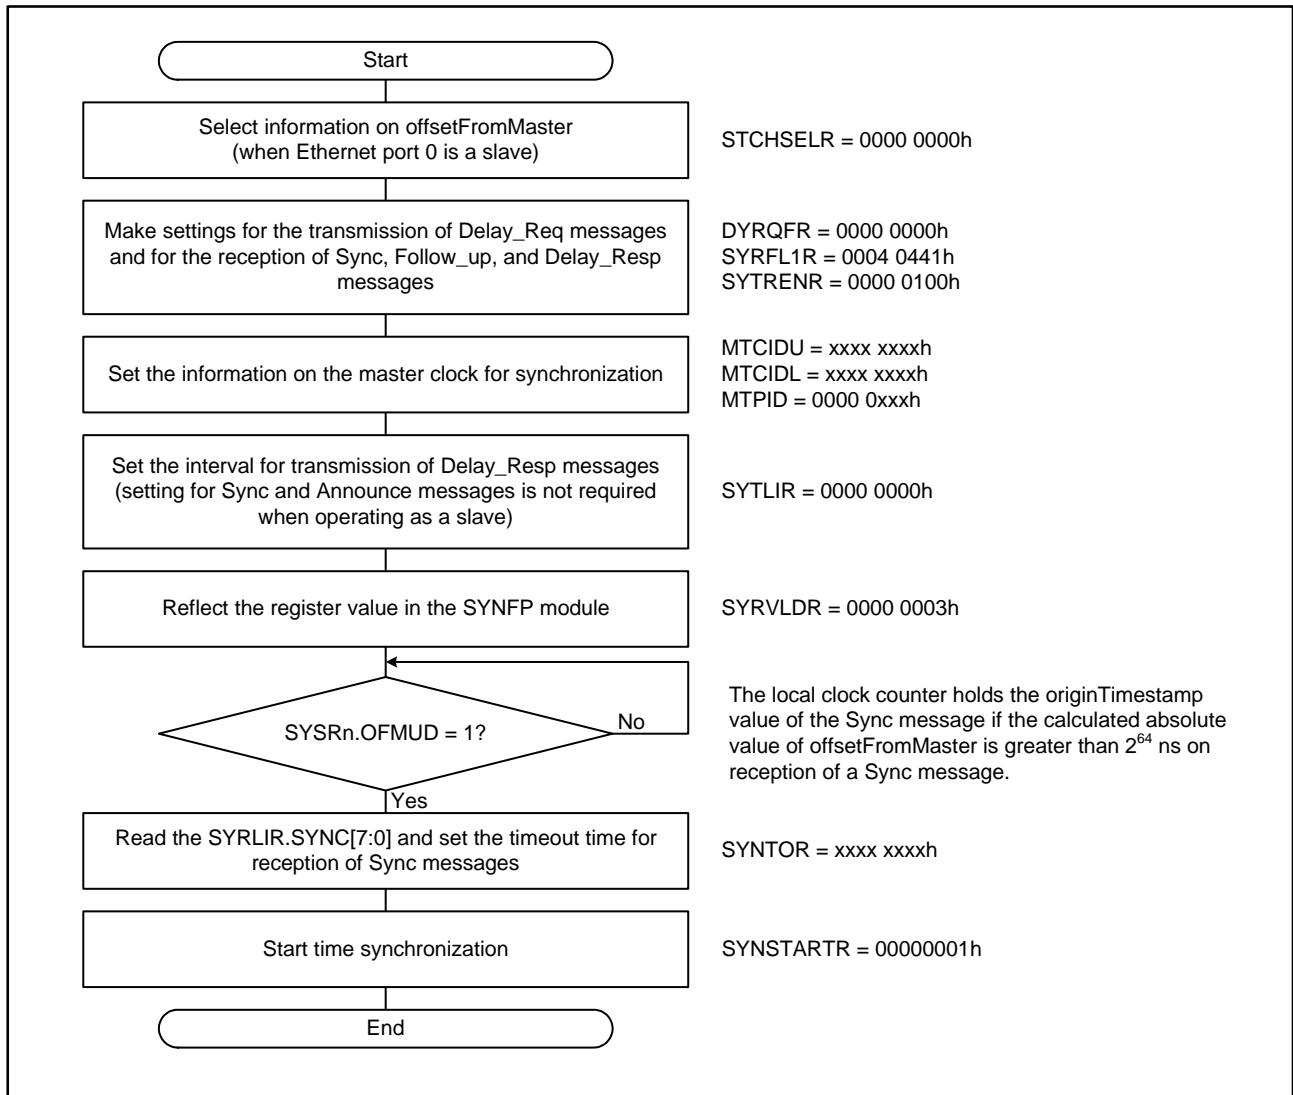 Start
Select information on offsetFromMaster
(when Ethernet port 0 is a slave)
STCHSELR = 0000 0000h
Make settings for the transmission of Delay_Req messages
and for the reception of Sync, Follow_up, and Delay_Resp
messages
DYRQFR = 0000 0000h
SYRFL1R = 0004 0441h
SYTRENR = 0000 0100h
Set the information on the master clock for synchronization
MTCIDU = xxxx xxxxh
MTCIDL = xxxx xxxxh
MTPID = 0000 0xxxh
Set the interval for transmission of Delay_Resp messages
(setting for Sync and Announce messages is not required
when operating as a slave)
SYTLIR = 0000 0000h
Reflect the register value in the SYNFP module
SYRVLDR = 0000 0003h
SYSRn.OFMUD = 1?
No
Yes
The local clock counter holds the originTimestamp
value of the Sync message if the calculated absolute
value of offsetFromMaster is greater than 2^64 ns on
reception of a Sync message.
Read the SYRLIR.SYNC[7:0] and set the timeout time for
reception of Sync messages
SYNTOR = xxxx xxxxh
Start time synchronization
SYNSTARTR = 00000001h
End